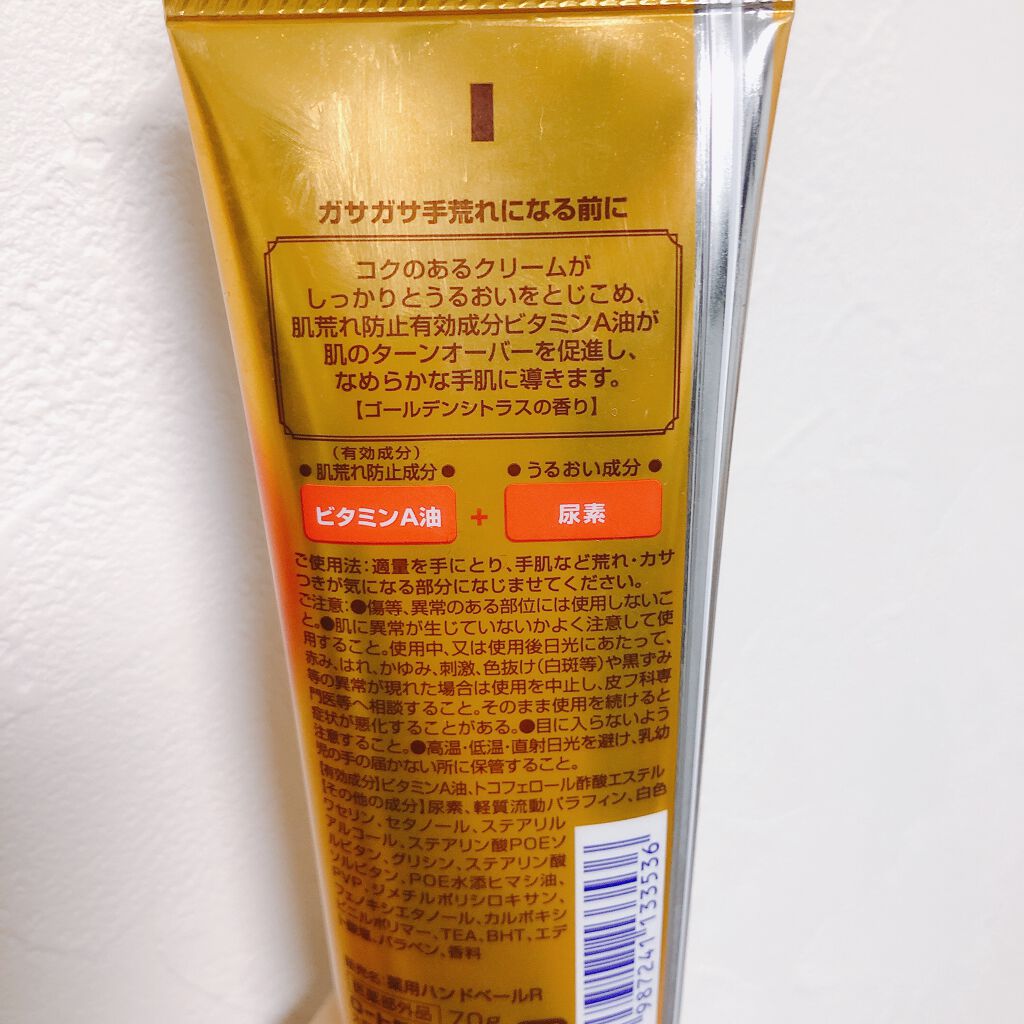 ガサガサ手荒れになる前に
コクのあるクリームが
しっかりとうるおいをとじこめ、
肌荒れ防止有効成分ビタミンA油が
肌のターンオーバーを促進し、
なめらかな手肌に導きます。
【ゴールデンシトラスの香り】
(有効成分)
●肌荒れ防止成分●
●うるおい成分●
ビタミンA油
+
尿素
ご使用法:適量を手にとり、手肌など荒れ・カサ
つきが気になる部分になじませてください。
ご注意:●傷等、異常のある部位には使用しないこ
と。●肌に異常が生じていないかよく注意して使
用すること。使用中、又は使用後日光にあたって、
赤み、はれ、かゆみ、刺激、色抜け(白斑等)や黒ずみ
等の異常が現れた場合は使用を中止し、皮フ科専
門医等へ相談すること。そのまま使用を続けると
症状が悪化することがある。●目に入らないよう
注意すること。●高温・低温・直射日光を避け、乳幼
児の手の届かない所に保管すること。
【有効成分】ビタミンA油、トコフェロール酢酸エステル
【その他の成分】尿素、軽質流動パラフィン、白色
ワセリン、セタノール、ステアリル
アルコール、ステアリン酸POEソ
ルビタン、グリシン、ステアリン酸
ソルビタン、POE水添ヒマシ油、
PVP、ジメチルポリシロキサン、
フェノキシエタノール、カルボキシ
ビニルポリマー、TEA、BHT、エデ
ト酸塩、パラベン、香料
販売名:薬用ハンドベールR
医薬部外品 70g
987241 133536